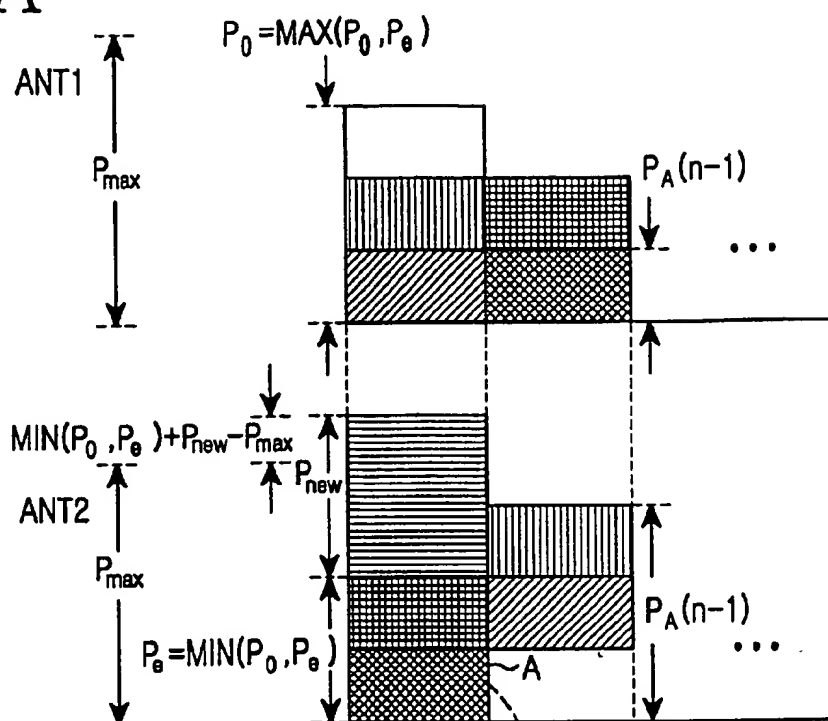 P0=MAX(P0,Pe)
ANT1
Pmax
PA(n-1)
...
MIN(P0,Pe)+Pnew-Pmax
Pnew
ANT2
Pmax
PA(n-1)
Pe=MIN(P0,Pe)
A
...